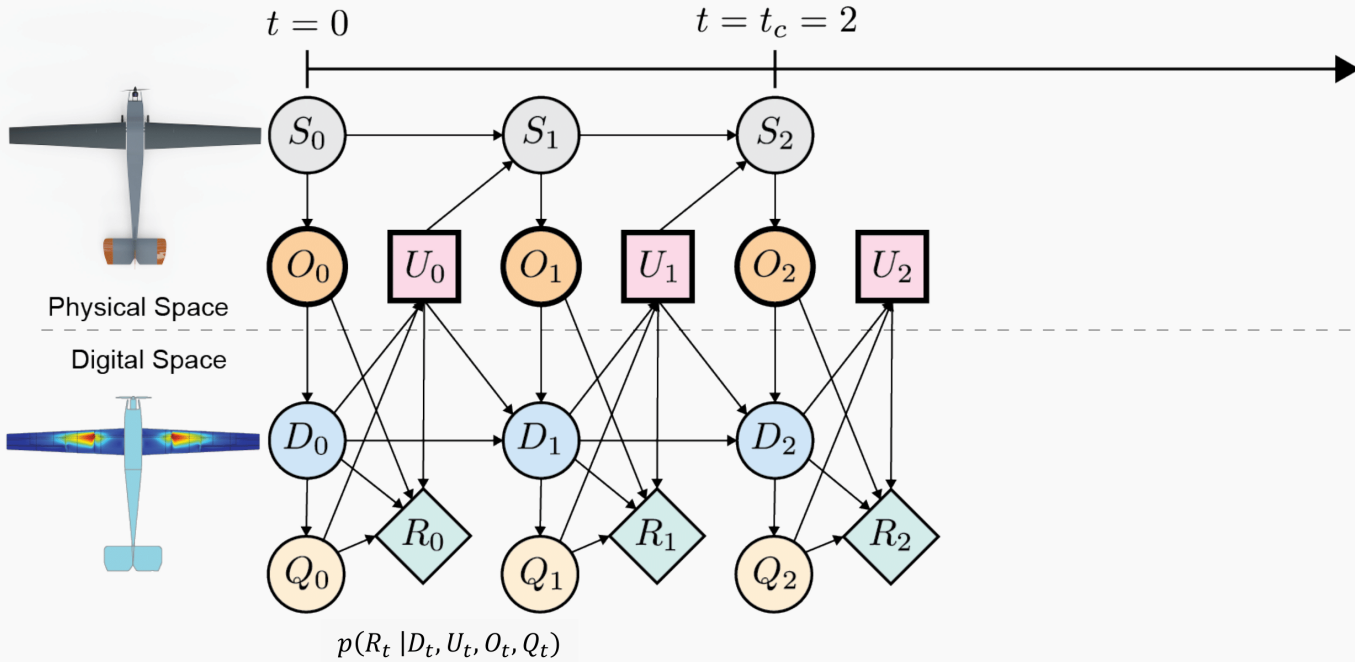 t = 0
t = t_c = 2
S_0
S_1
S_2
O_0
U_0
O_1
U_1
O_2
U_2
Physical Space
Digital Space
D_0
D_1
D_2
R_0
R_1
R_2
Q_0
Q_1
Q_2
p(R_t |D_t, U_t, O_t, Q_t)